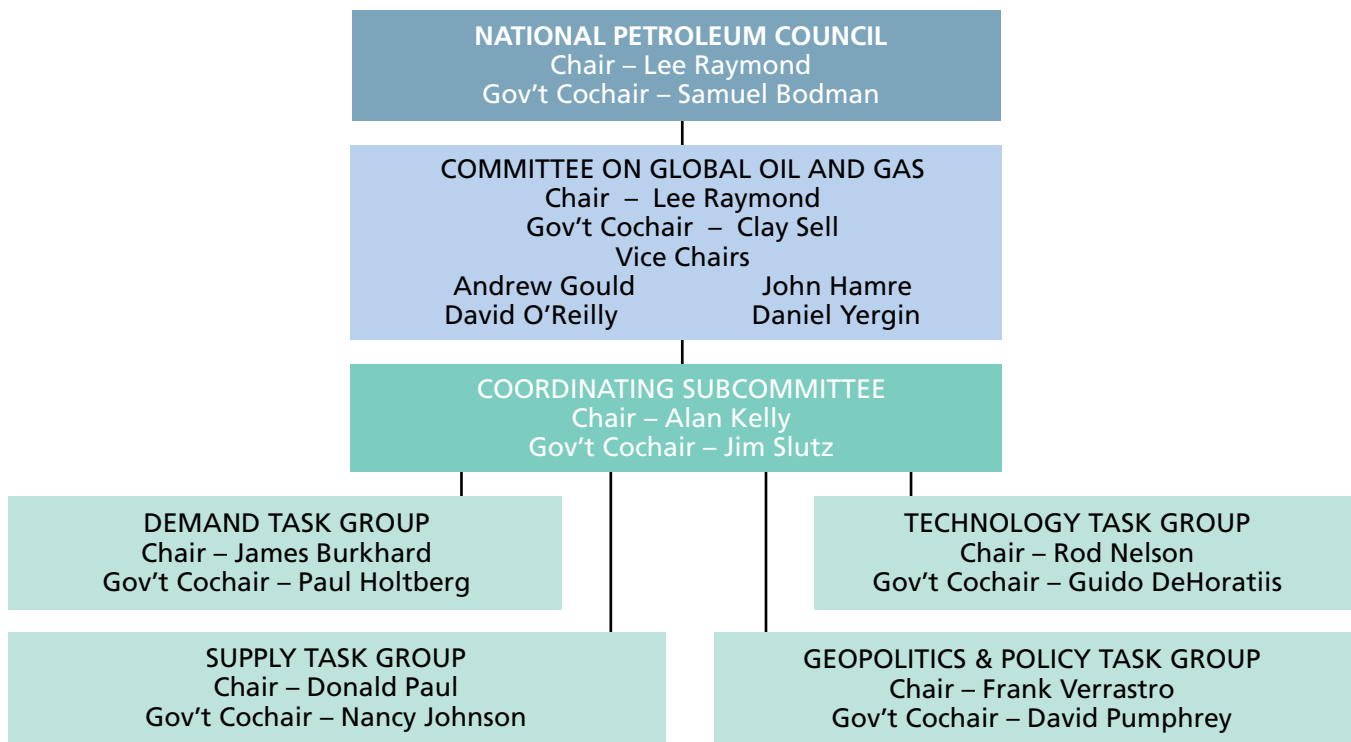 NATIONAL PETROLEUM COUNCIL
Chair – Lee Raymond
Gov't Cochair – Samuel Bodman
COMMITTEE ON GLOBAL OIL AND GAS
Chair – Lee Raymond
Gov't Cochair – Clay Sell
Vice Chairs
Andrew Gould John Hamre
David O'Reilly Daniel Yergin
COORDINATING SUBCOMMITTEE
Chair – Alan Kelly
Gov't Cochair – Jim Slutz
DEMAND TASK GROUP
Chair – James Burkhard
Gov't Cochair – Paul Holtberg
TECHNOLOGY TASK GROUP
Chair – Rod Nelson
Gov't Cochair – Guido DeHoratiis
SUPPLY TASK GROUP
Chair – Donald Paul
Gov't Cochair – Nancy Johnson
GEOPOLITICS & POLICY TASK GROUP
Chair – Frank Verrastro
Gov't Cochair – David Pumphrey